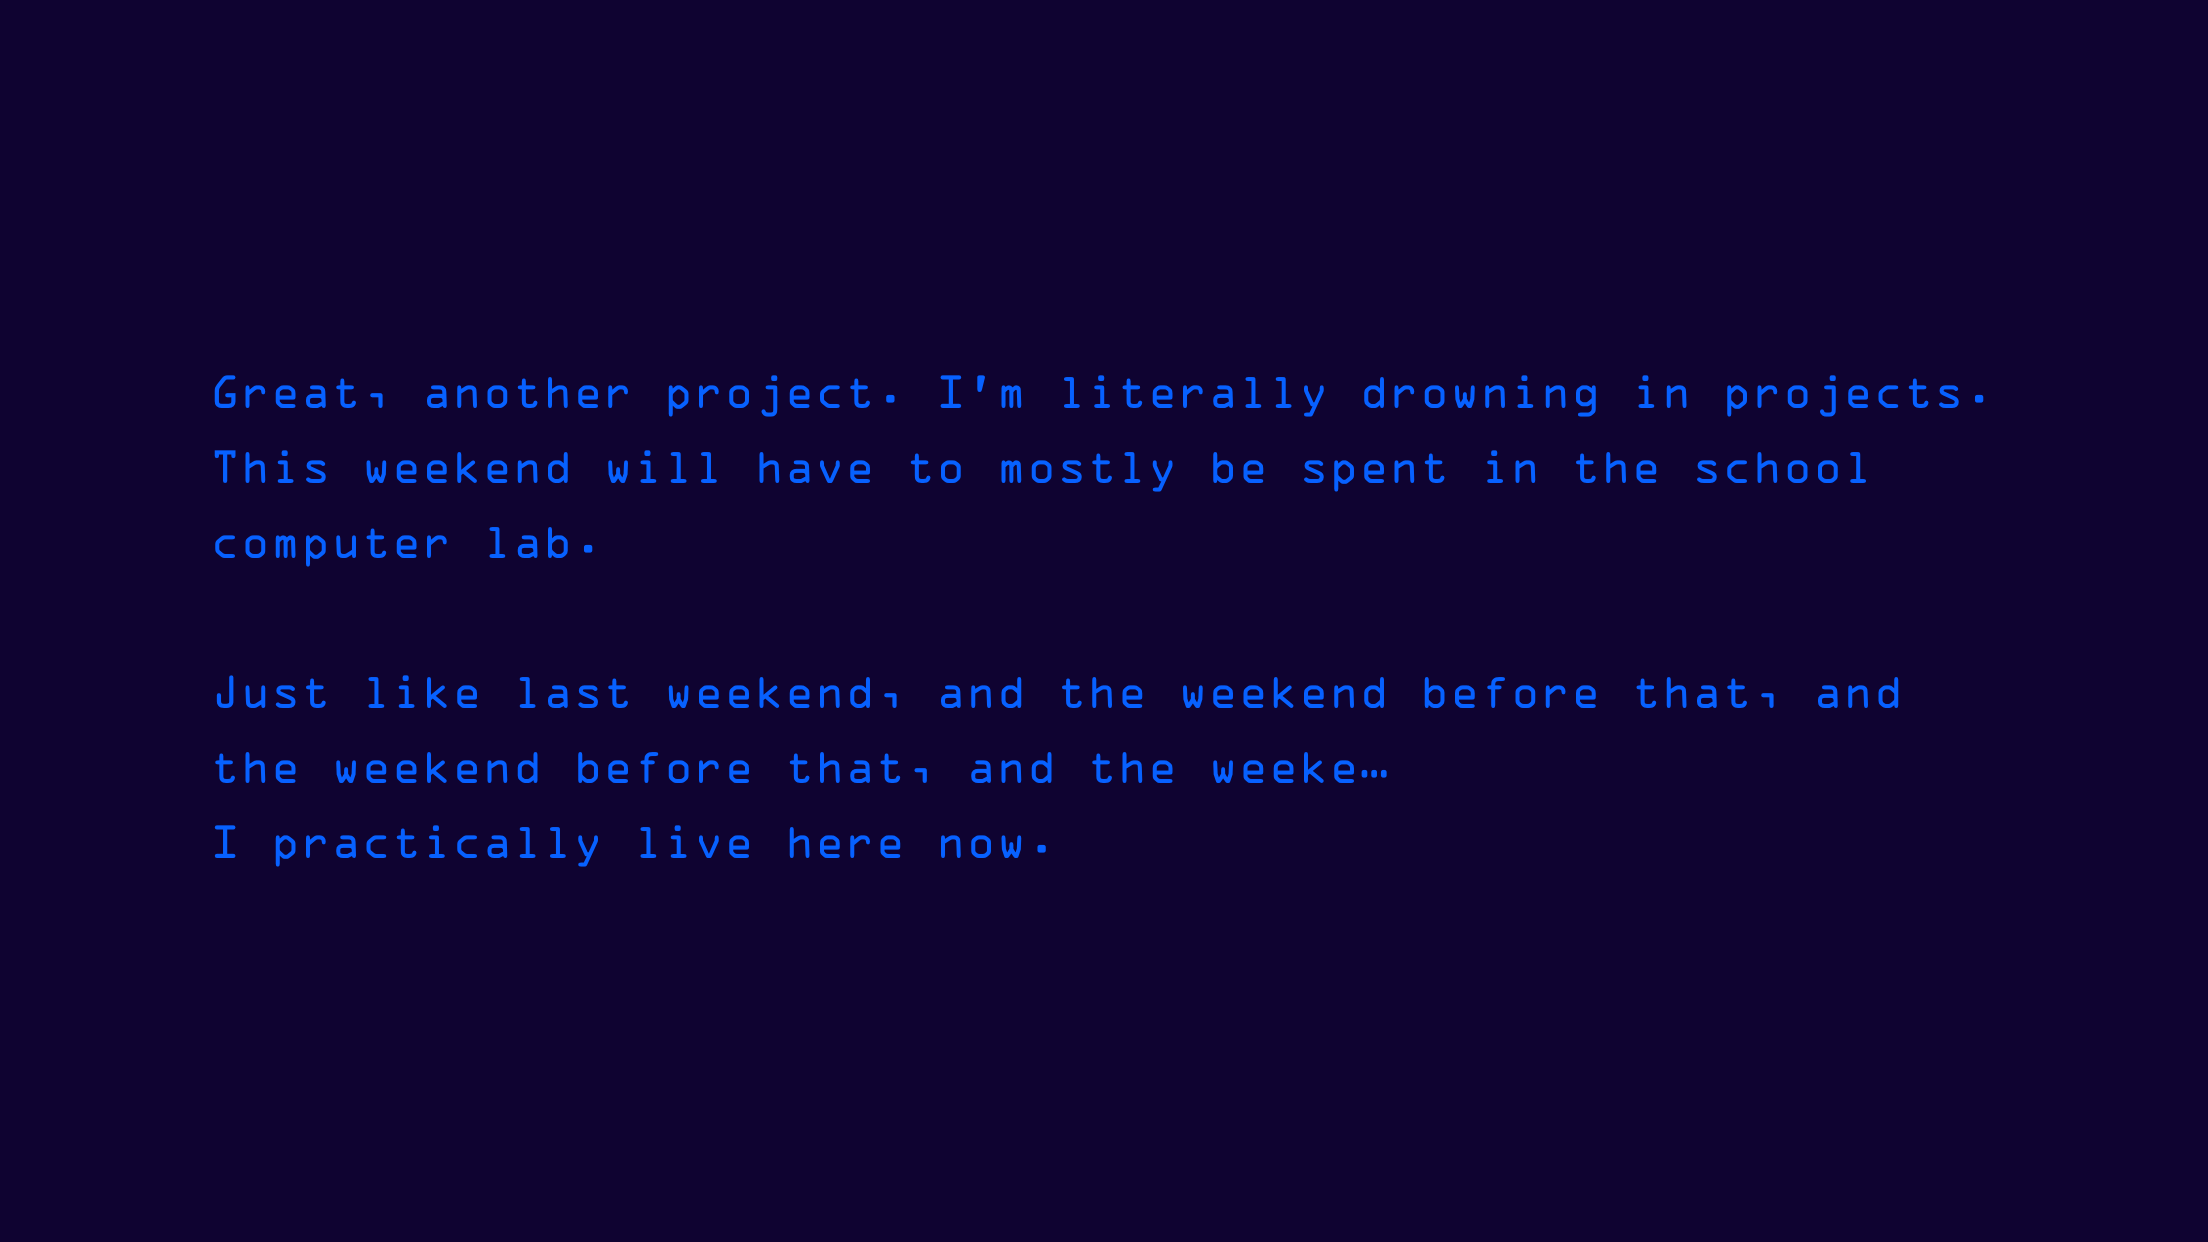 Great, another project. I'm literally drowning in projects.
This weekend will have to mostly be spent in the school
computer lab.
Just like last weekend, and the weekend before that, and
the weekend before that, and the weeke…
I practically live here now.